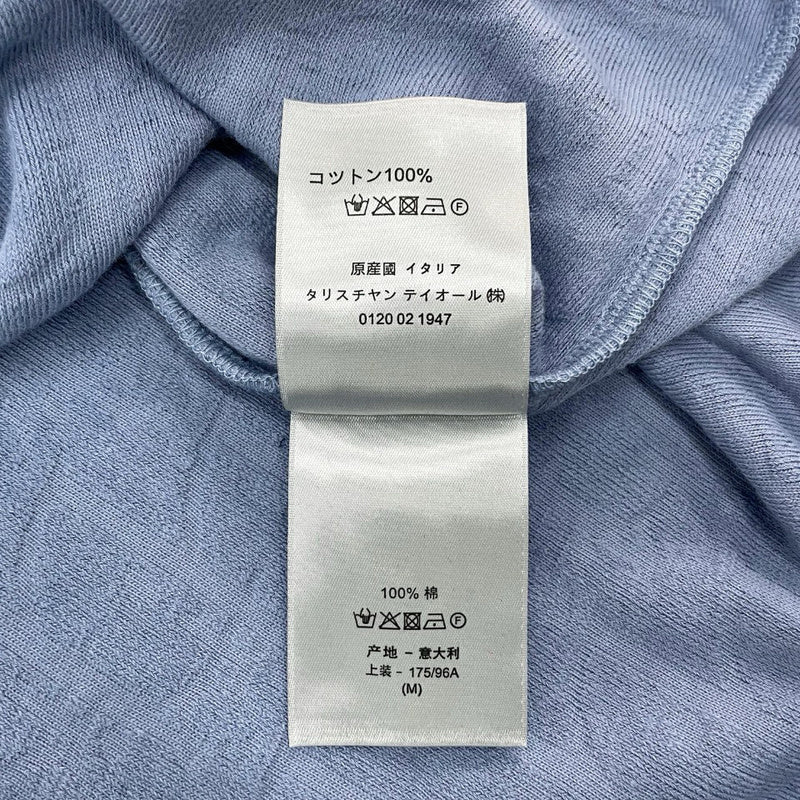 コツトン100%
F
原産國 イタリア
タリスチヤン テイオール ㈱
0120 02 1947
100% 棉
F
产地 – 意大利
上装 – 175/96A
(M)